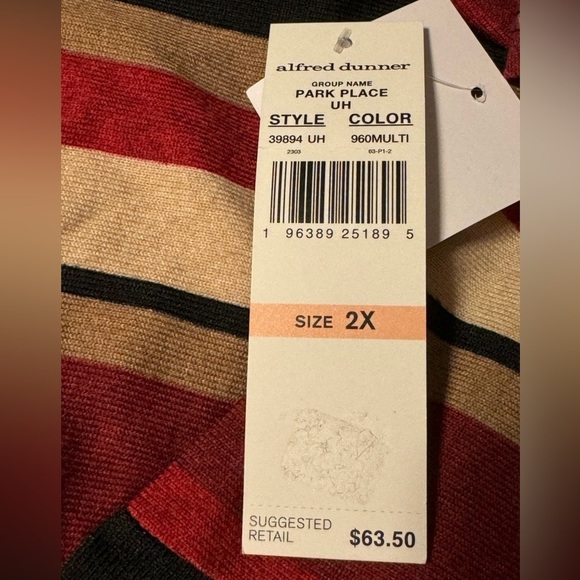 alfred dunner
GROUP NAME
PARK PLACE
UH
STYLE COLOR
39894 UH 960MULTI
2303 63-P1-2
1 96389 25189 5
SIZE 2X
SUGGESTED
RETAIL $63.50